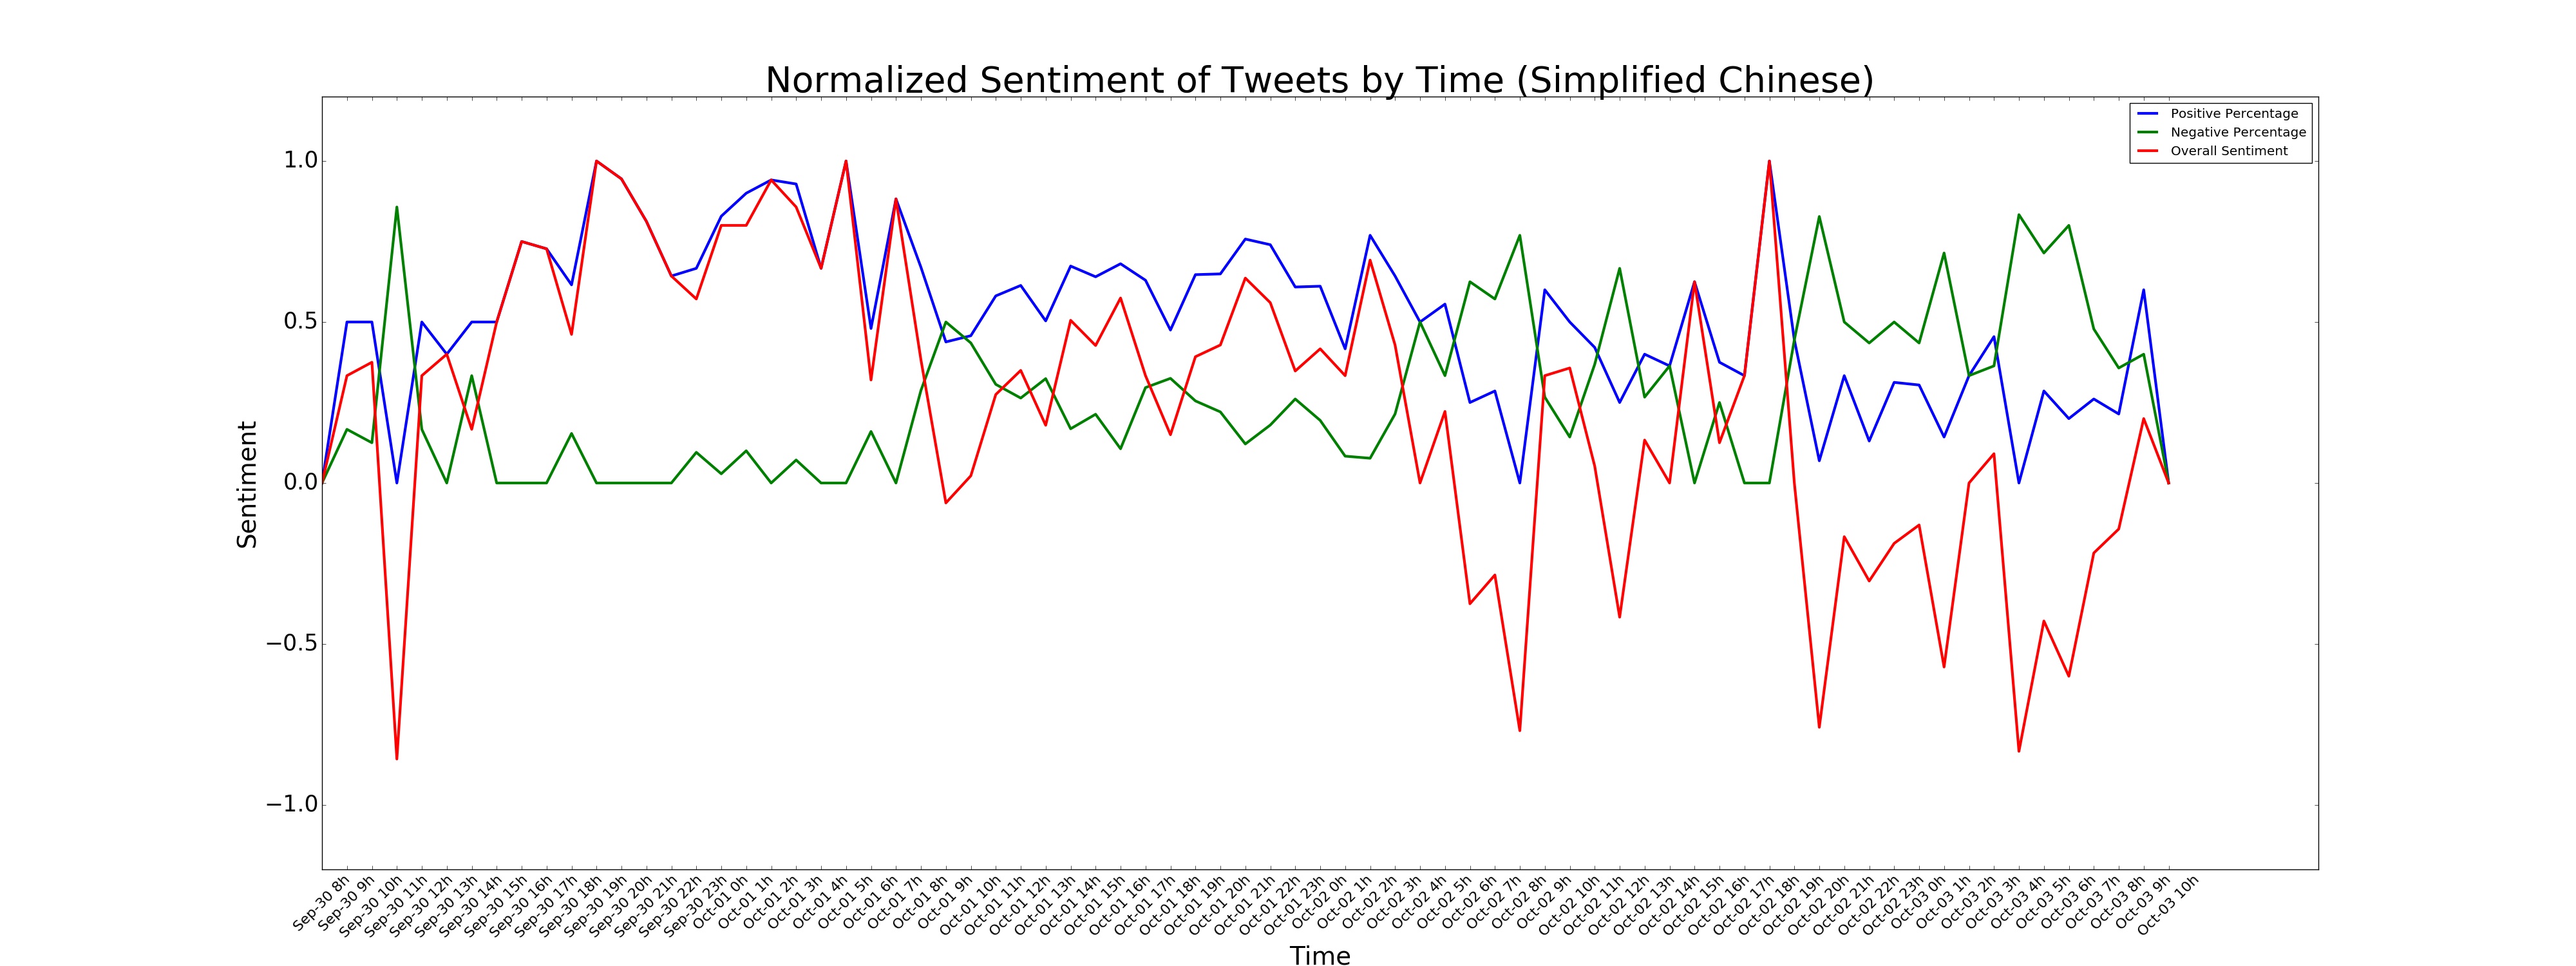 Normalized Sentiment of Tweets by Time (Simplified Chinese)
Positive Percentage
Negative Percentage
Overall Sentiment
1.0
0.5
0.0
−0.5
−1.0
Sentiment
Sep-30 8h
Sep-30 9h
Sep-30 10h
Sep-30 11h
Sep-30 12h
Sep-30 13h
Sep-30 14h
Sep-30 15h
Sep-30 16h
Sep-30 17h
Sep-30 18h
Sep-30 19h
Sep-30 20h
Sep-30 21h
Sep-30 22h
Sep-30 23h
Oct-01 0h
Oct-01 1h
Oct-01 2h
Oct-01 3h
Oct-01 4h
Oct-01 5h
Oct-01 6h
Oct-01 7h
Oct-01 8h
Oct-01 9h
Oct-01 10h
Oct-01 11h
Oct-01 12h
Oct-01 13h
Oct-01 14h
Oct-01 15h
Oct-01 16h
Oct-01 17h
Oct-01 18h
Oct-01 19h
Oct-01 20h
Oct-01 21h
Oct-01 22h
Oct-01 23h
Oct-02 0h
Oct-02 1h
Oct-02 2h
Oct-02 3h
Oct-02 4h
Oct-02 5h
Oct-02 6h
Oct-02 7h
Oct-02 8h
Oct-02 9h
Oct-02 10h
Oct-02 11h
Oct-02 12h
Oct-02 13h
Oct-02 14h
Oct-02 15h
Oct-02 16h
Oct-02 17h
Oct-02 18h
Oct-02 19h
Oct-02 20h
Oct-02 21h
Oct-02 22h
Oct-02 23h
Oct-03 0h
Oct-03 1h
Oct-03 2h
Oct-03 3h
Oct-03 4h
Oct-03 5h
Oct-03 6h
Oct-03 7h
Oct-03 8h
Oct-03 9h
Oct-03 10h
Time